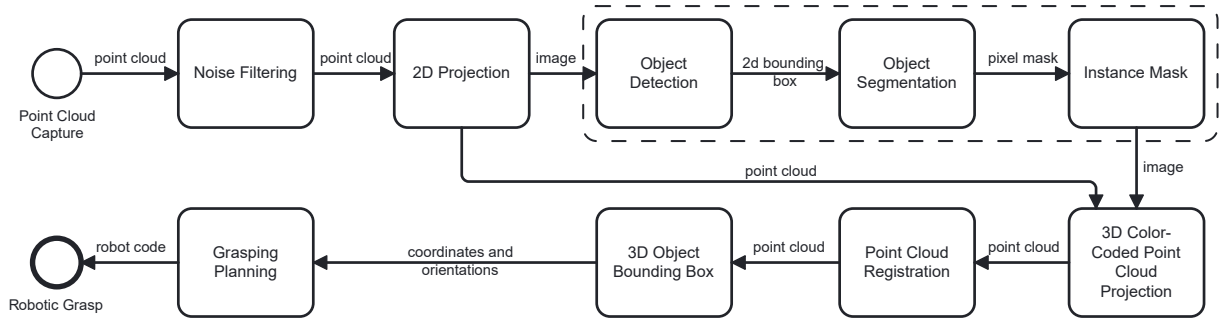 point cloud
point cloud
image
2d bounding
box
pixel mask
Noise Filtering
2D Projection
Object
Detection
Object
Segmentation
Instance Mask
Point Cloud
Capture
point cloud
image
robot code
coordinates and
orientations
point cloud
point cloud
Grasping
Planning
3D Object
Bounding Box
Point Cloud
Registration
3D Color-
Coded Point
Cloud
Projection
Robotic Grasp